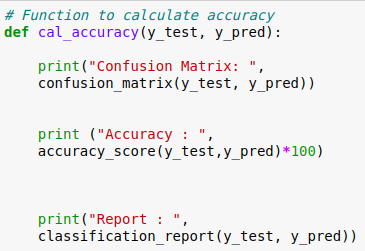 # Function to calculate accuracy
def cal_accuracy(y_test, y_pred):
print("Confusion Matrix: ",
confusion_matrix(y_test, y_pred))
print ("Accuracy : ",
accuracy_score(y_test,y_pred)*100)
print("Report : ",
classification_report(y_test, y_pred))